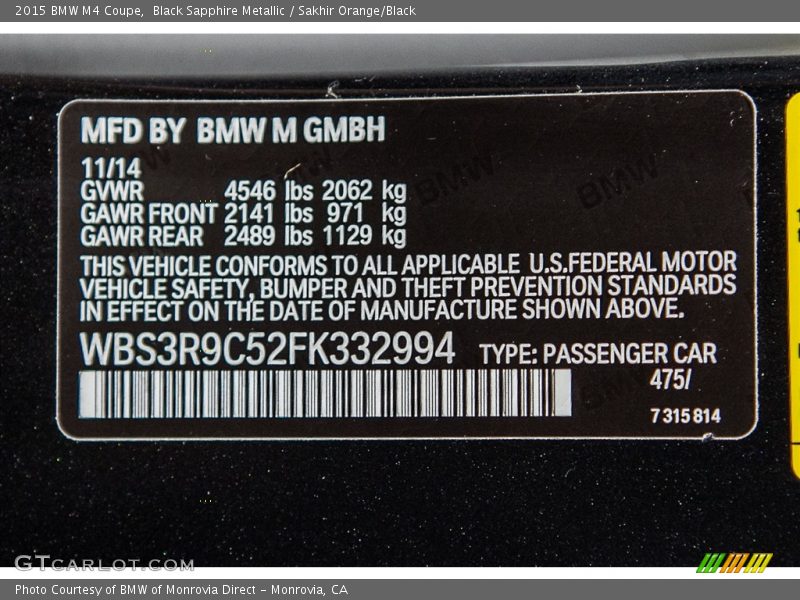 2015 BMW M4 Coupe,  Black Sapphire Metallic / Sakhir Orange/Black
MFD BY BMW M GMBH
11/14
GVWR 4546 lbs 2062 kg
GAWR FRONT 2141 lbs 971 kg
GAWR REAR 2489 lbs 1129 kg
THIS VEHICLE CONFORMS TO ALL APPLICABLE U.S.FEDERAL MOTOR
VEHICLE SAFETY, BUMPER AND THEFT PREVENTION STANDARDS
IN EFFECT ON THE DATE OF MANUFACTURE SHOWN ABOVE.
WBS3R9C52FK332994 TYPE: PASSENGER CAR
475/
7 315 814
GTCARLOT.COM
Photo Courtesy of BMW of Monrovia Direct - Monrovia, CA